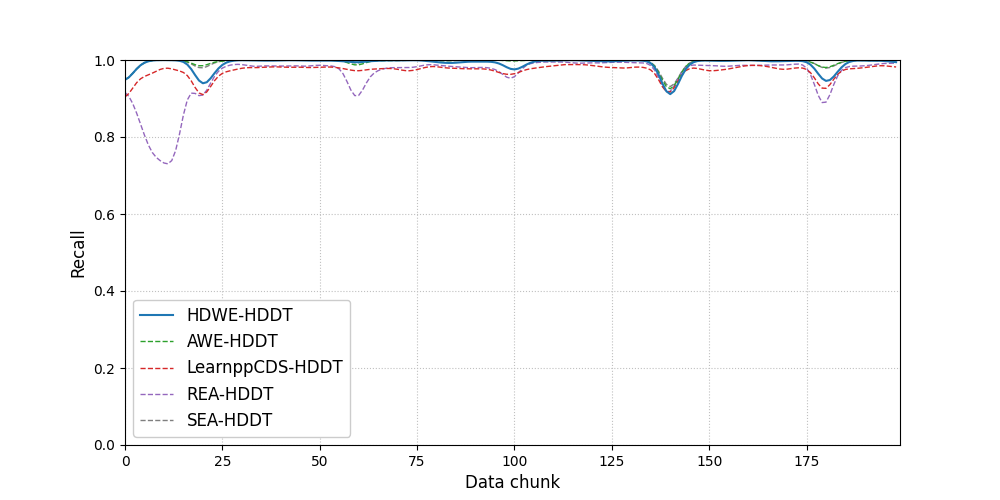 1.0
0.8
0.6
0.4
0.2
0.0
Recall
HDWE-HDDT
AWE-HDDT
LearnppCDS-HDDT
REA-HDDT
SEA-HDDT
0 25 50 75 100 125 150 175
Data chunk